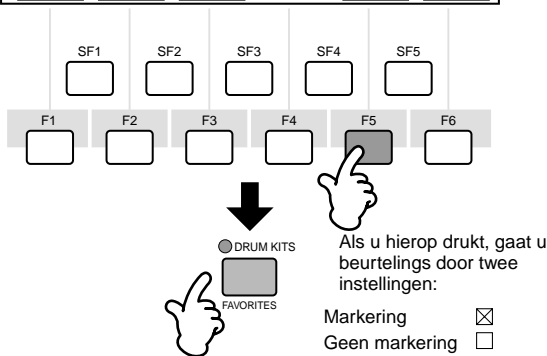 SF1 SF2 SF3 SF4 SF5
F1 F2 F3 F4 F5 F6
DRUM KITS
FAVORITES
Als u hierop drukt, gaat u
beurtelings door twee
instellingen:
Markering
Geen markering